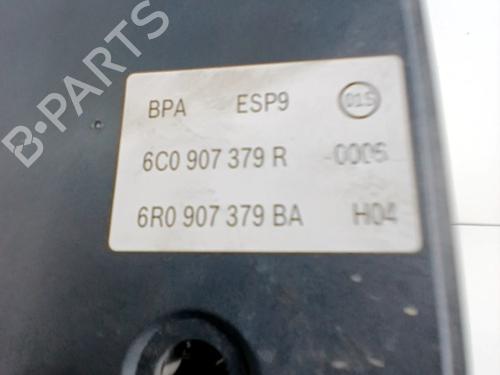 B-PARTS
BPA ESP9 015
6C0 907 379 R 0006
6R0 907 379 BA H04